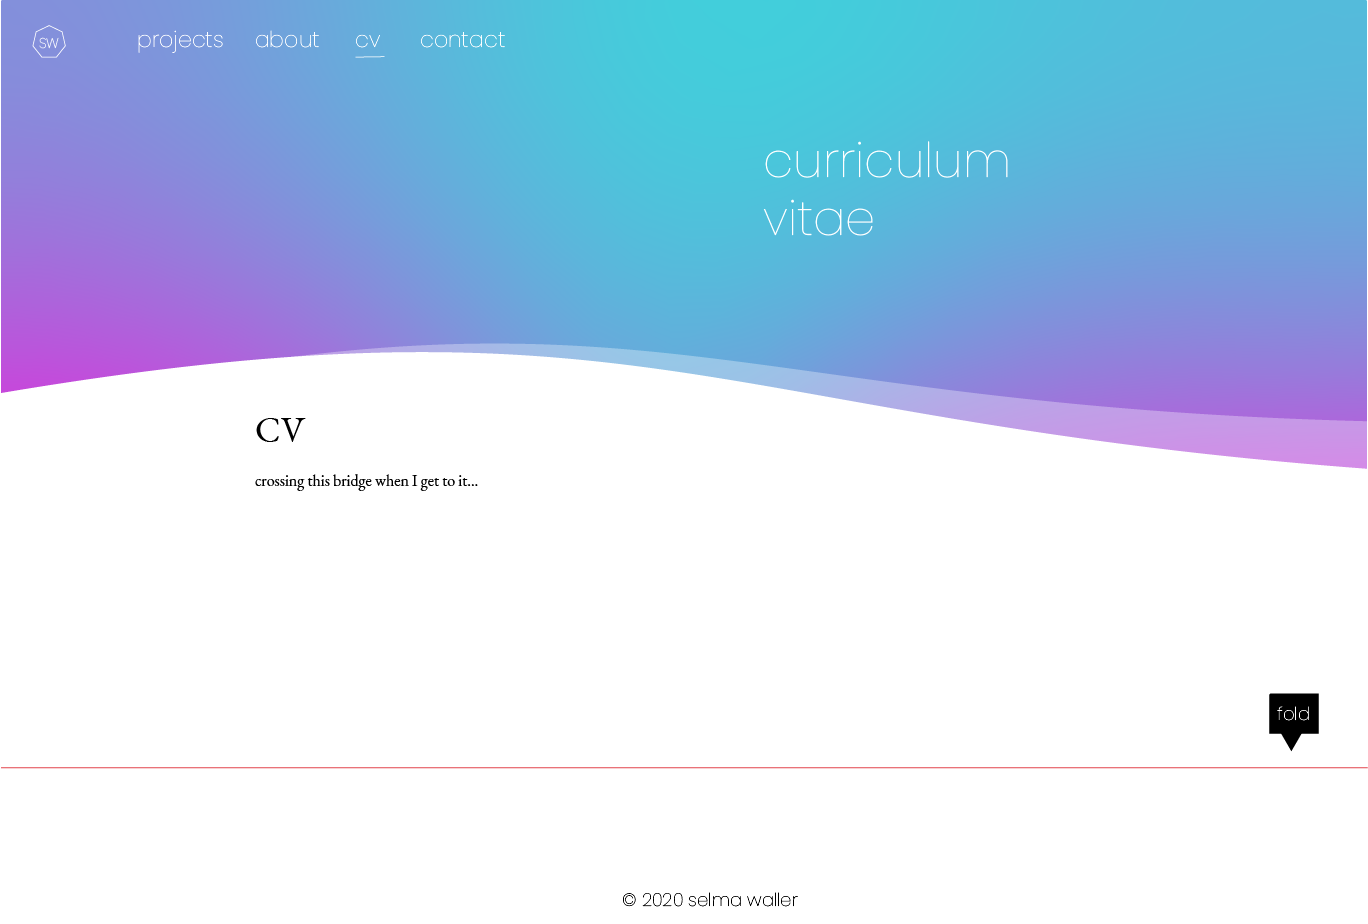 SW
projects about cv contact
curriculum
vitae
CV
crossing this bridge when I get to it...
fold
© 2020 selma waller